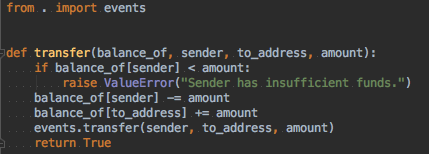 from . import events
def transfer(balance_of, sender, to_address, amount):
    if balance_of[sender] < amount:
        raise ValueError("Sender has insufficient funds.")
    balance_of[sender] -= amount
    balance_of[to_address] += amount
    events.transfer(sender, to_address, amount)
    return True